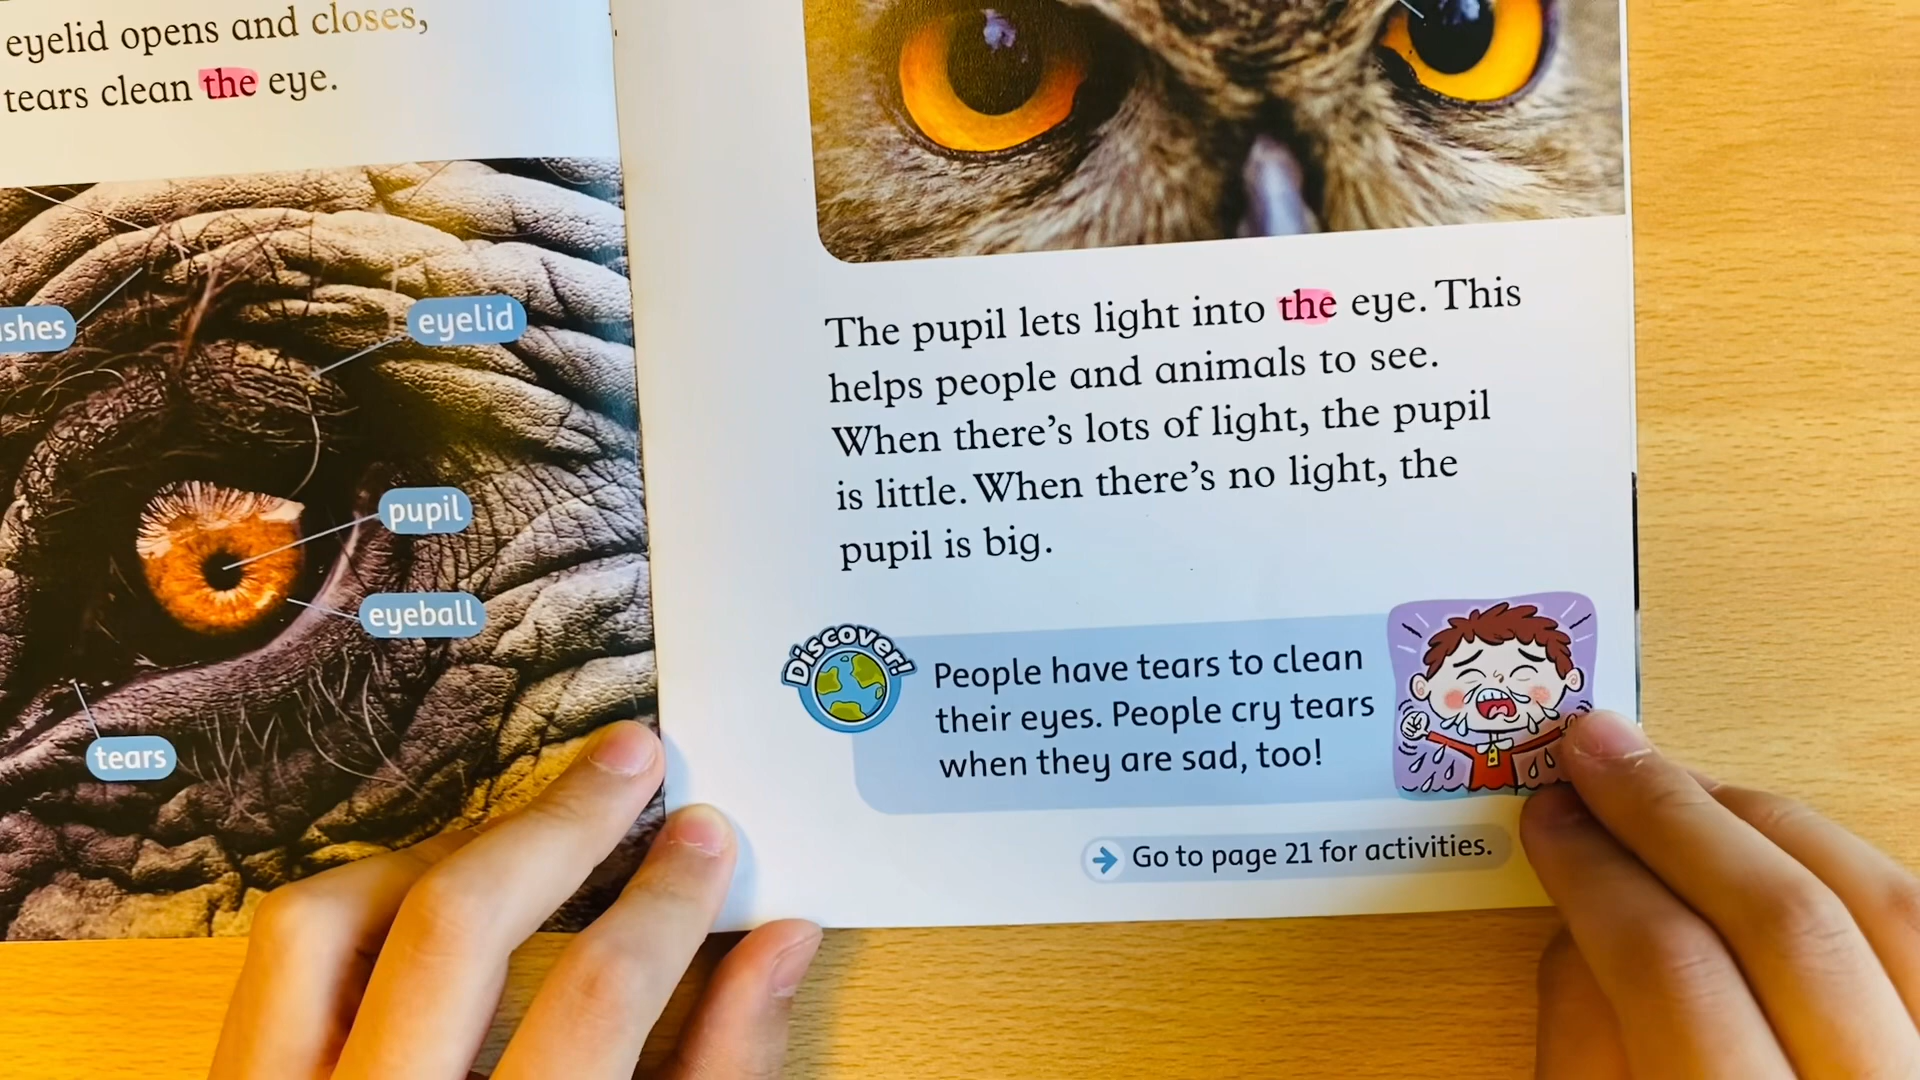 eyelid opens and closes,
tears clean the eye.
eyelid
pupil
eyeball
tears
The pupil lets light into the eye. This
helps people and animals to see.
When there's lots of light, the pupil
is little. When there's no light, the
pupil is big.
Discover!
People have tears to clean
their eyes. People cry tears
when they are sad, too!
Go to page 21 for activities.